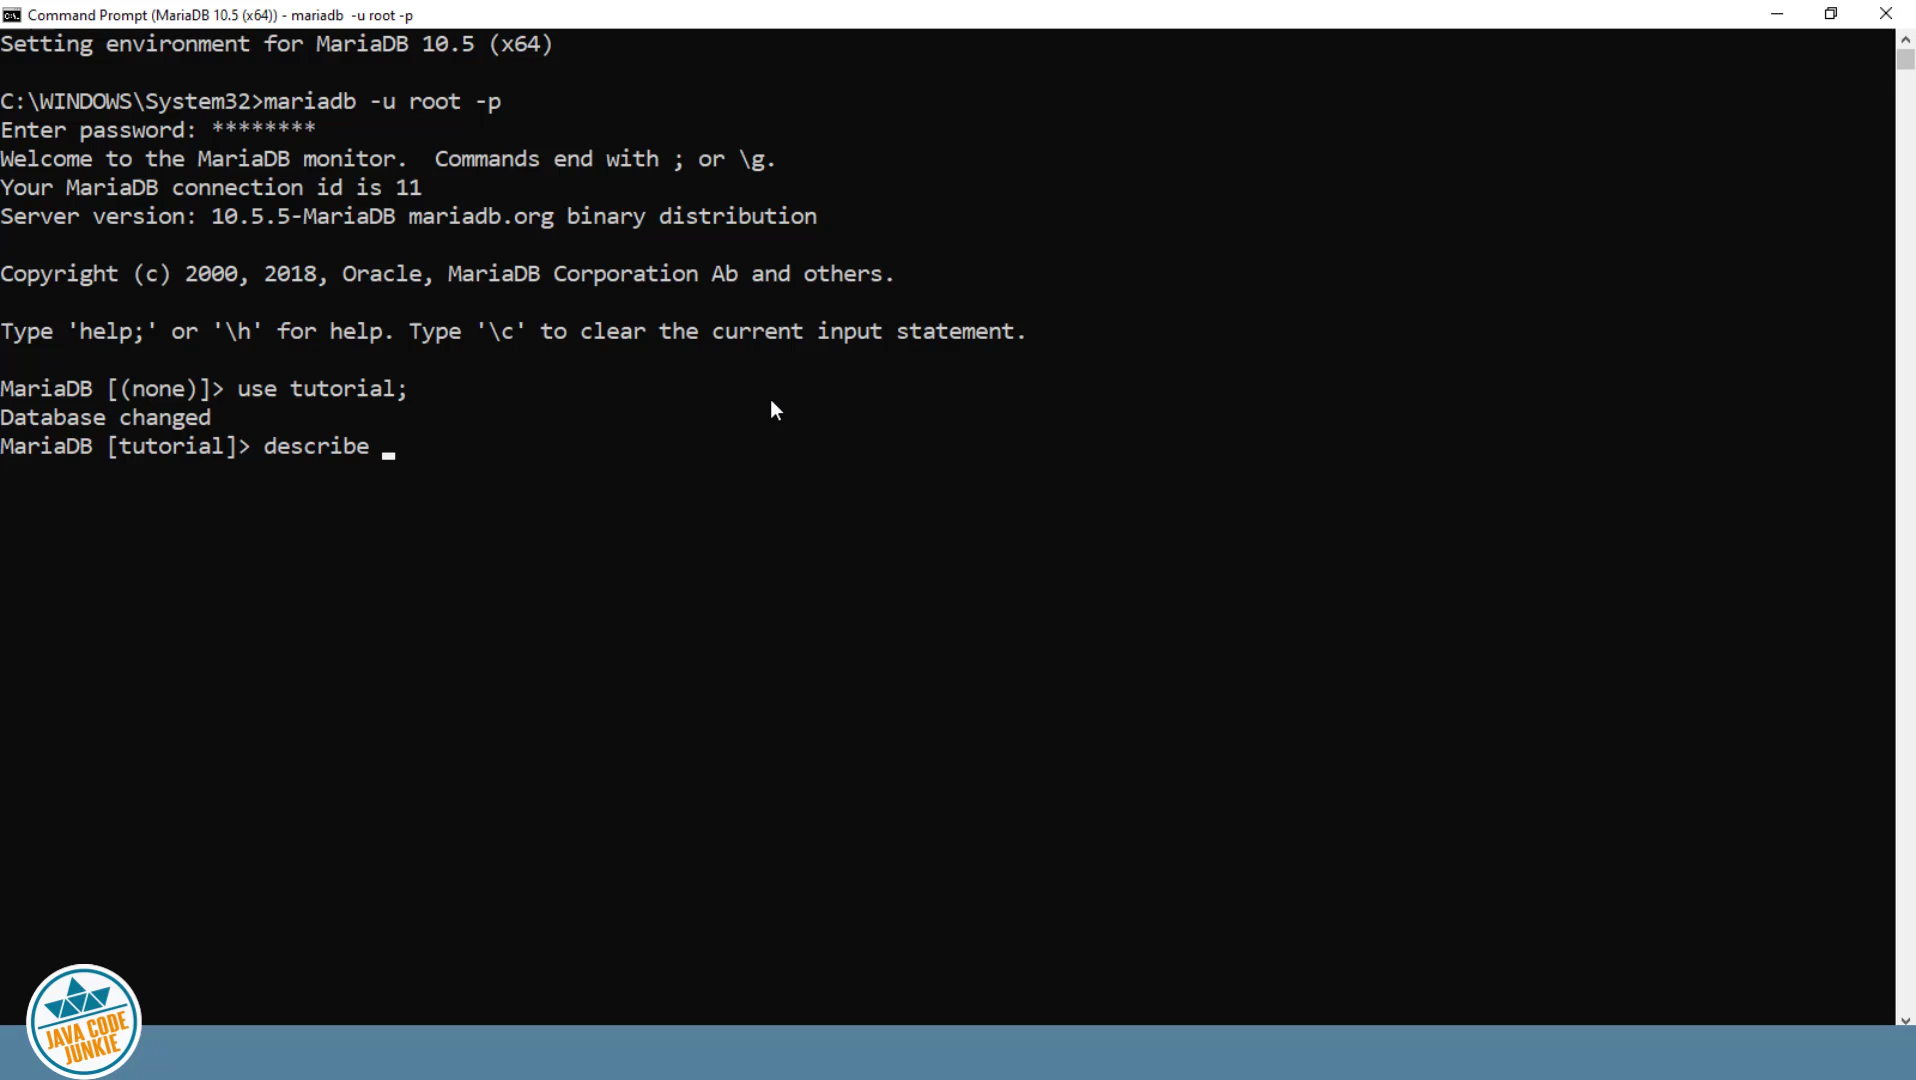 Command Prompt (MariaDB 10.5 (x64)) - mariadb  -u root -p
Setting environment for MariaDB 10.5 (x64)
C:\WINDOWS\System32>mariadb -u root -p
Enter password: ********
Welcome to the MariaDB monitor.  Commands end with ; or \g.
Your MariaDB connection id is 11
Server version: 10.5.5-MariaDB mariadb.org binary distribution
Copyright (c) 2000, 2018, Oracle, MariaDB Corporation Ab and others.
Type 'help;' or '\h' for help. Type '\c' to clear the current input statement.
MariaDB [(none)]> use tutorial;
Database changed
MariaDB [tutorial]> describe _
JAVA CODE
JUNKIE